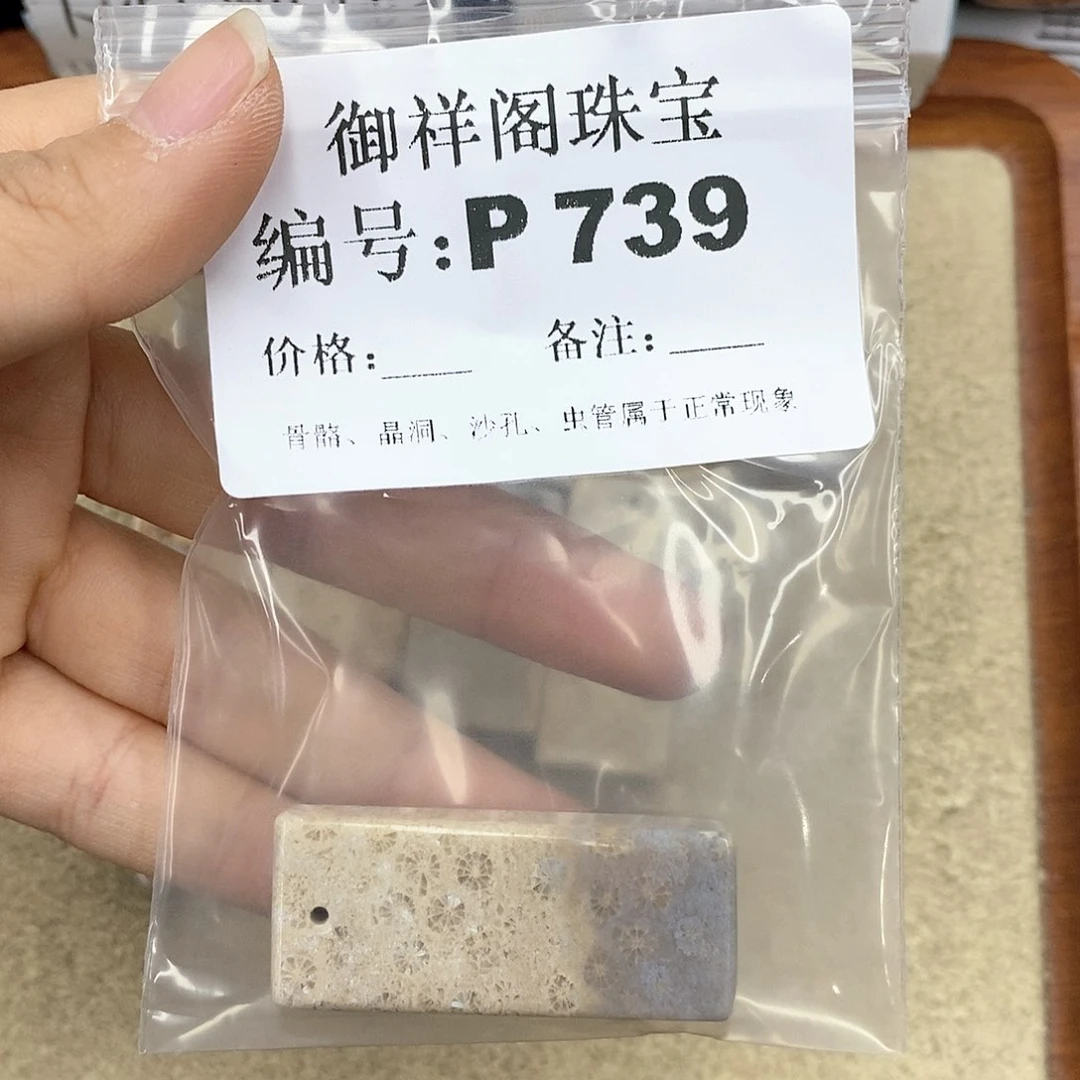 御祥阁珠宝
编号:P 739
价格:____ 备注:____
骨骼、晶洞、沙孔、虫管属于正常现象